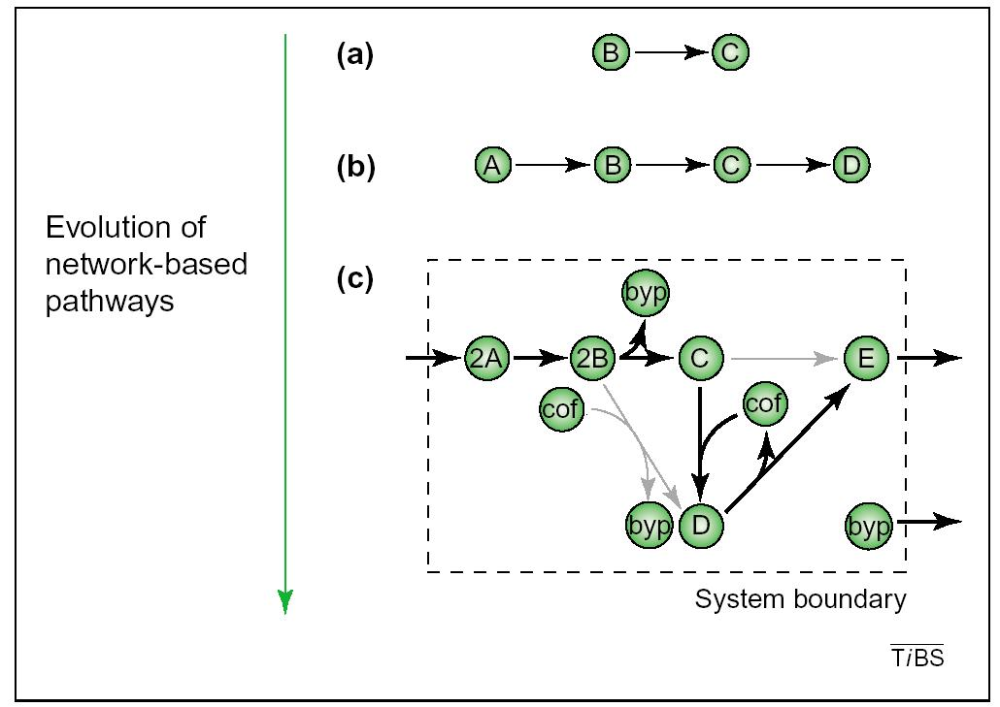 (a) B C
(b) A B C D
Evolution of
network-based
pathways
(c)
byp
2A 2B C E
cof cof
byp D byp
System boundary
TiBS